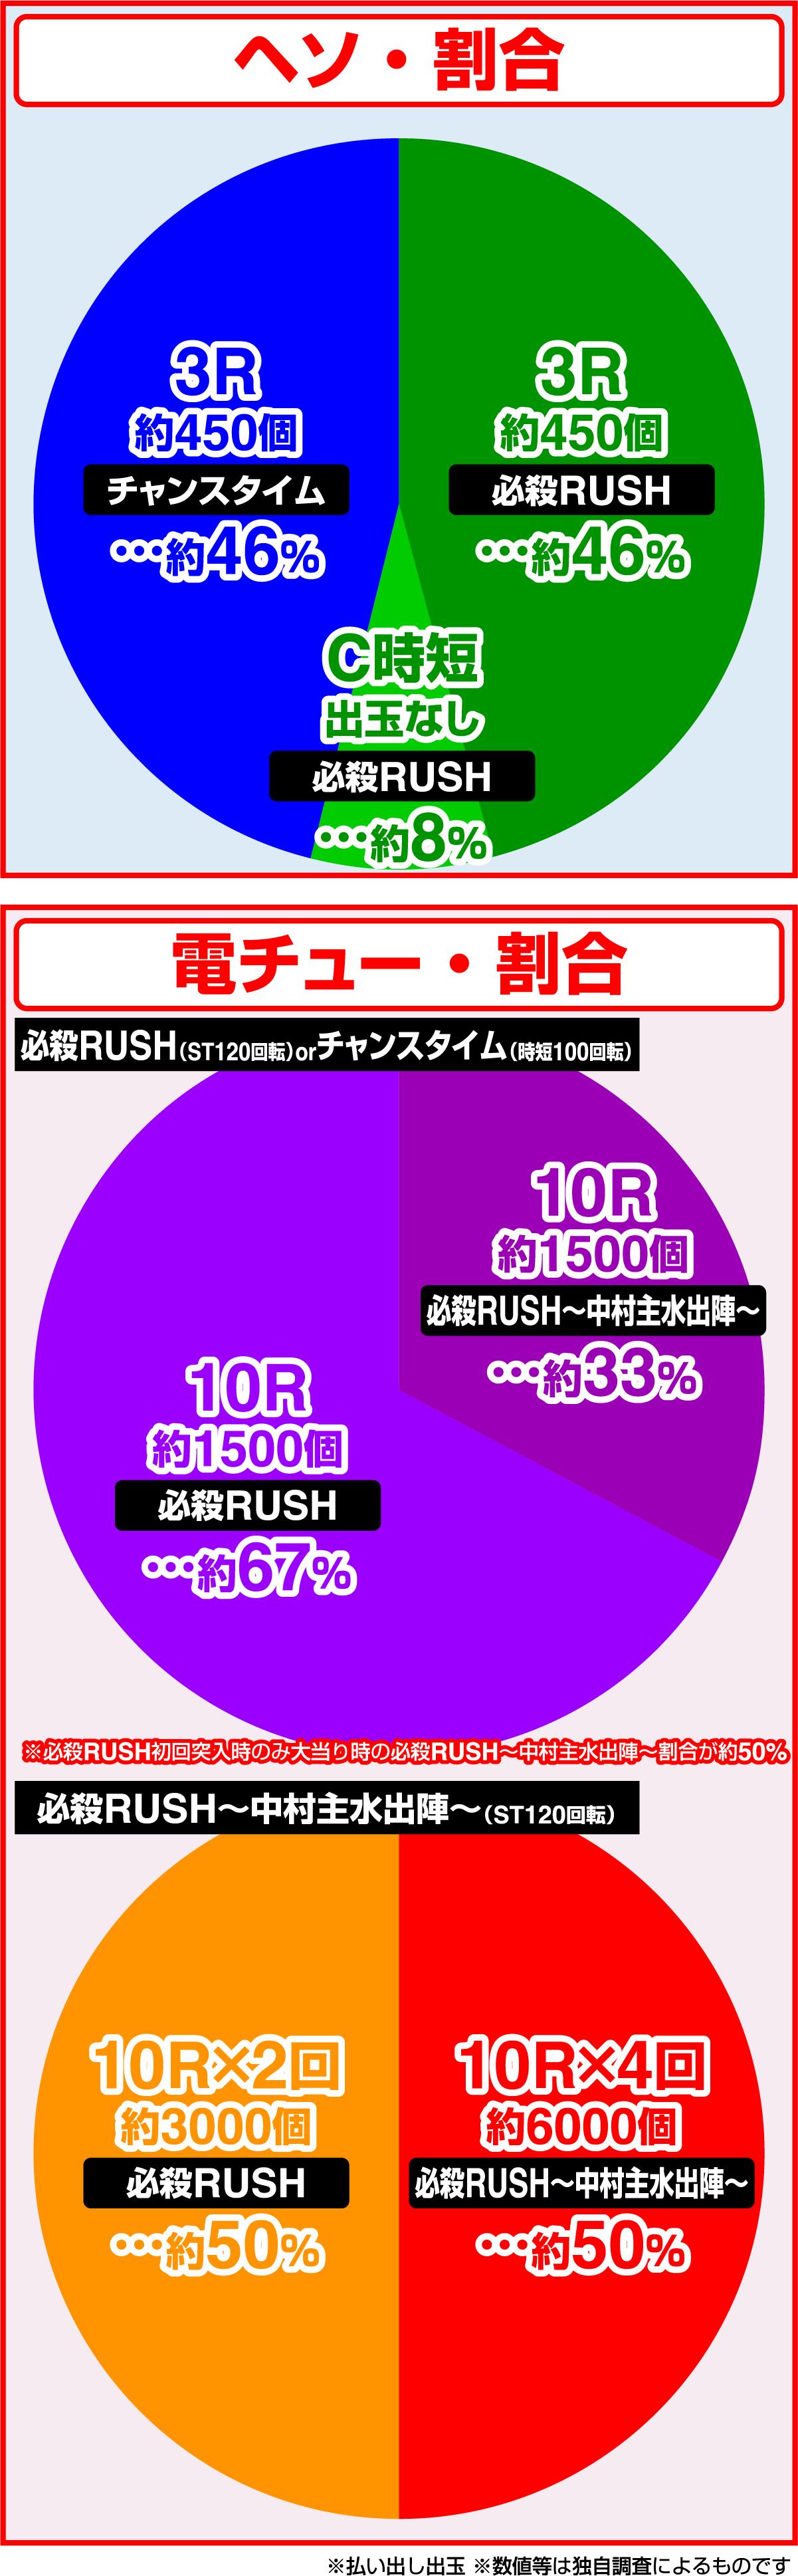 ヘソ・割合
3R
約450個
チャンスタイム
…約46%
3R
約450個
必殺RUSH
…約46%
C時短
出玉なし
必殺RUSH
…約8%
電チュー・割合
必殺RUSH(ST120回転)orチャンスタイム(時短100回転)
10R
約1500個
必殺RUSH～中村主水出陣～
…約33%
10R
約1500個
必殺RUSH
…約67%
※必殺RUSH初回突入時のみ大当り時の必殺RUSH～中村主水出陣～割合が約50%
必殺RUSH～中村主水出陣～(ST120回転)
10R×2回
約3000個
必殺RUSH
…約50%
10R×4回
約6000個
必殺RUSH～中村主水出陣～
…約50%
※払い出し出玉 ※数値等は独自調査によるものです